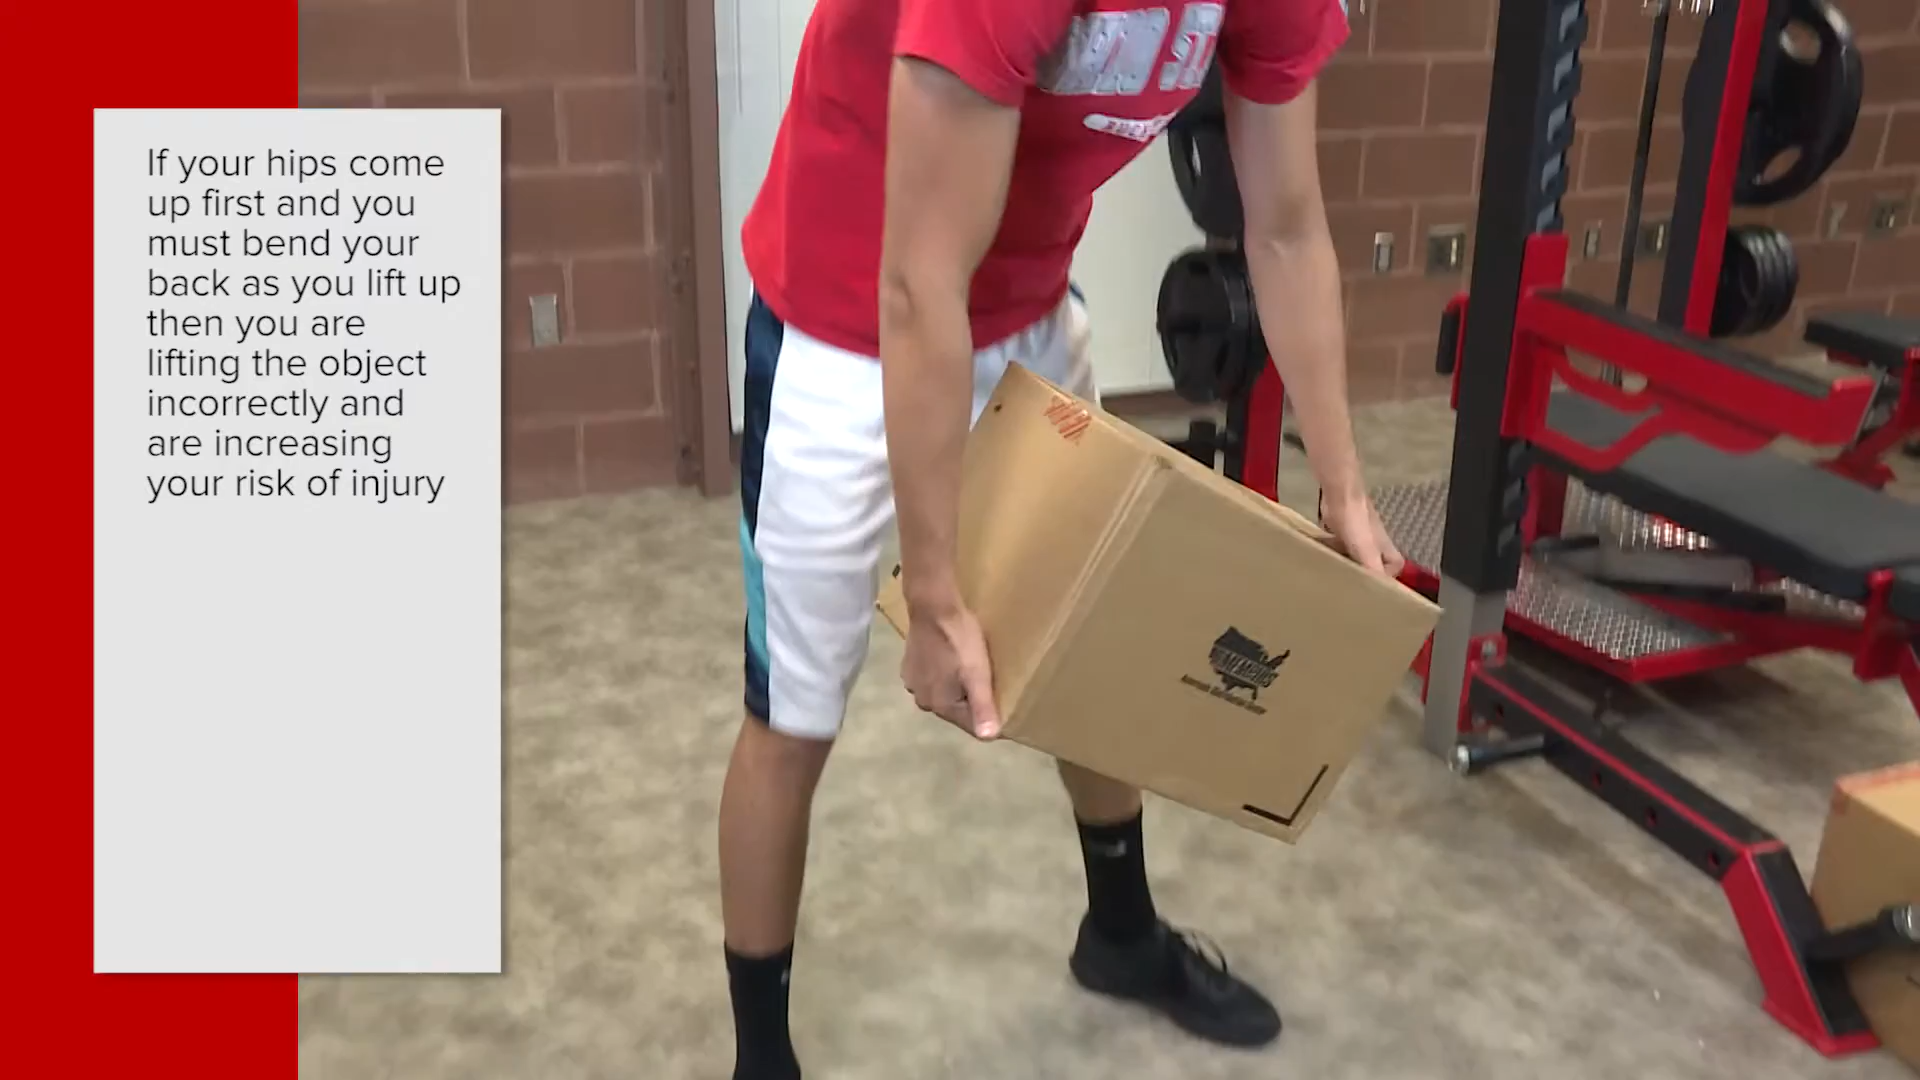 If your hips come
up first and you
must bend your
back as you lift up
then you are
lifting the object
incorrectly and
are increasing
your risk of injury